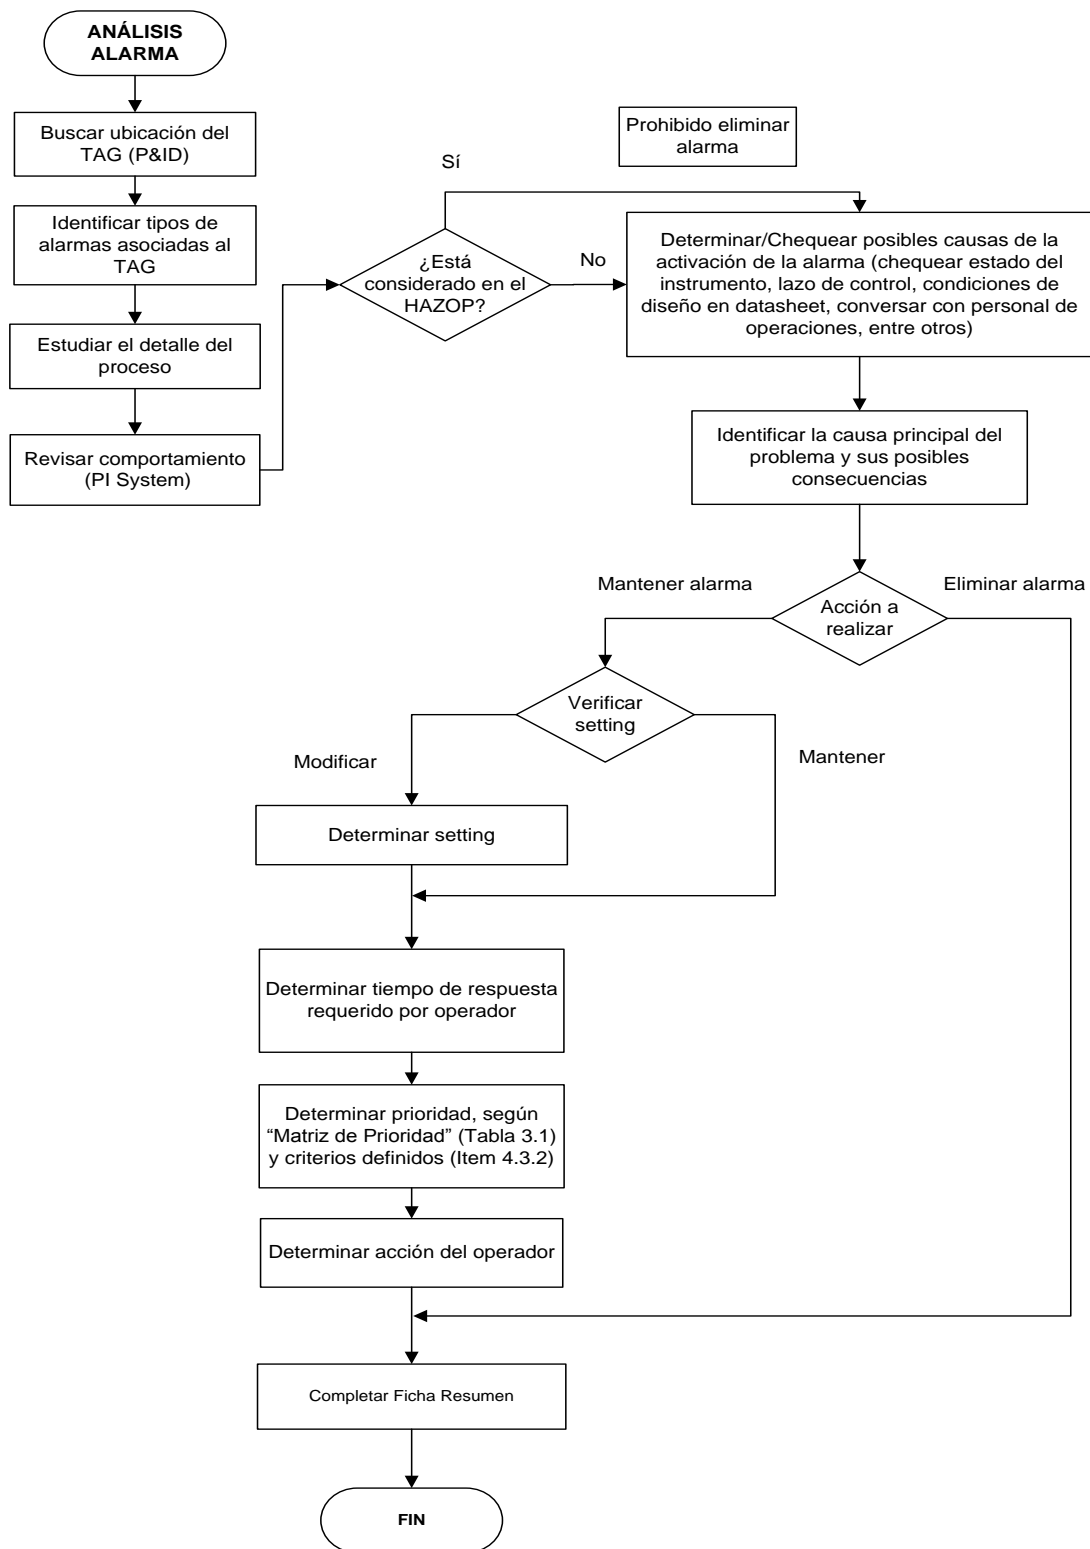 ANÁLISIS
ALARMA
Buscar ubicación del
TAG (P&ID)
Identificar tipos de
alarmas asociadas al
TAG
Estudiar el detalle del
proceso
Revisar comportamiento
(PI System)
¿Está
considerado en el
HAZOP?
Sí
No
Prohibido eliminar
alarma
Determinar/Chequear posibles causas de la
activación de la alarma (chequear estado del
instrumento, lazo de control, condiciones de
diseño en datasheet, conversar con personal de
operaciones, entre otros)
Identificar la causa principal del
problema y sus posibles
consecuencias
Mantener alarma
Eliminar alarma
Acción a
realizar
Verificar
setting
Modificar
Mantener
Determinar setting
Determinar tiempo de respuesta
requerido por operador
Determinar prioridad, según
“Matriz de Prioridad” (Tabla 3.1)
y criterios definidos (Item 4.3.2)
Determinar acción del operador
Completar Ficha Resumen
FIN